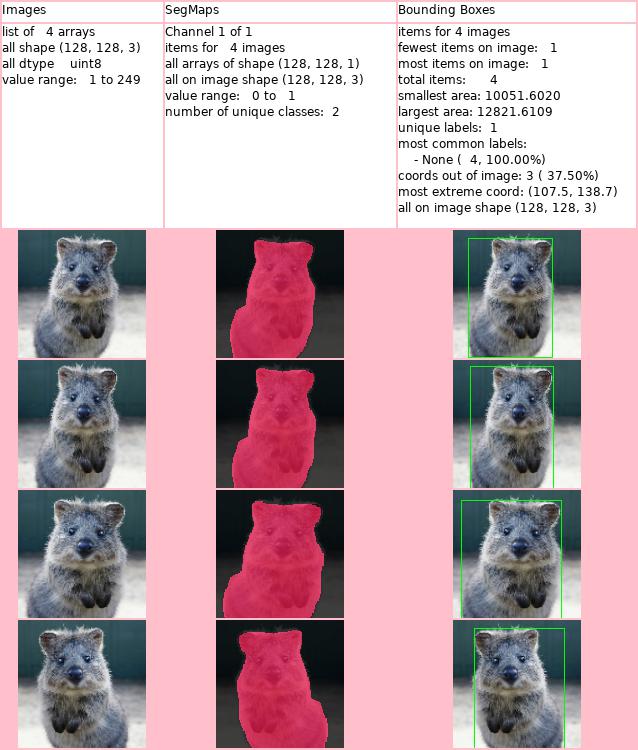 Images
list of   4 arrays
all shape (128, 128, 3)
all dtype    uint8
value range:   1 to 249
SegMaps
Channel 1 of 1
items for   4 images
all arrays of shape (128, 128, 1)
all on image shape (128, 128, 3)
value range:   0 to   1
number of unique classes:  2
Bounding Boxes
items for 4 images
fewest items on image:   1
most items on image:   1
total items:      4
smallest area: 10051.6020
largest area: 12821.6109
unique labels:  1
most common labels:
- None (  4, 100.00%)
coords out of image: 3 ( 37.50%)
most extreme coord: (107.5, 138.7)
all on image shape (128, 128, 3)